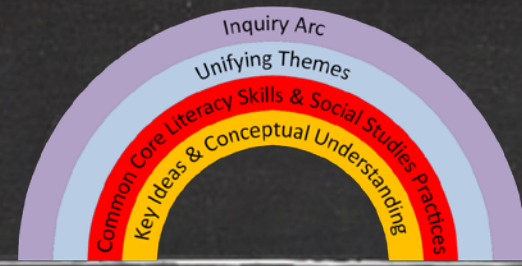 Inquiry Arc
Unifying Themes
Common Core Literacy Skills & Social Studies Practices
Key Ideas & Conceptual Understanding